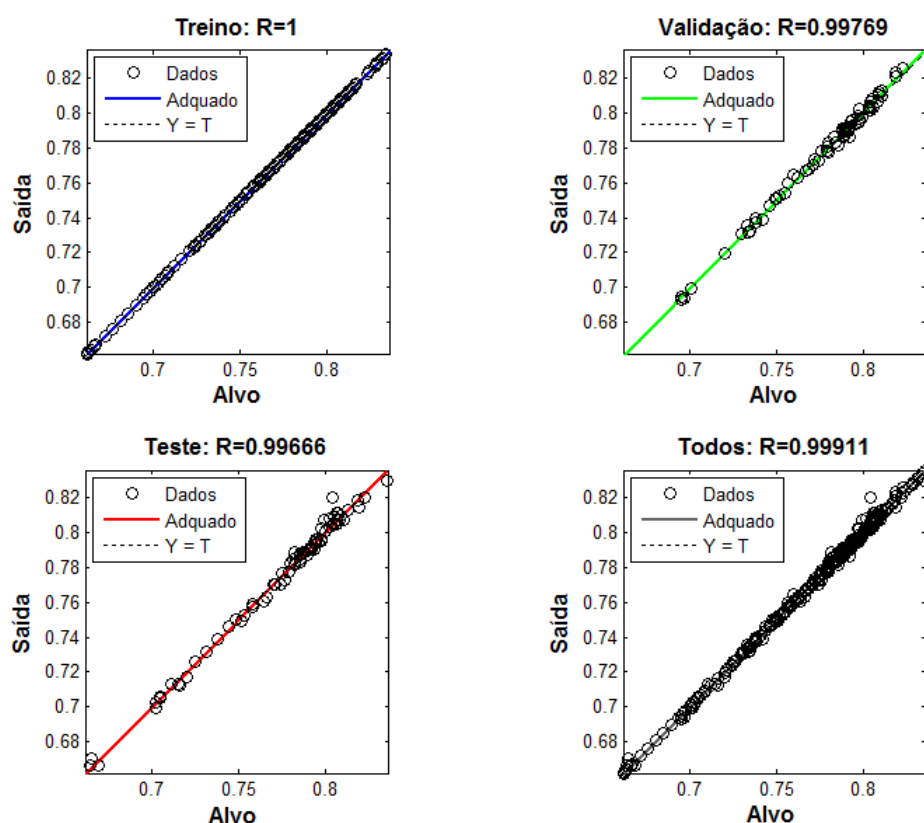 Treino: R=1
Dados
Adquado
Y = T
0.82
0.8
0.78
0.76
0.74
0.72
0.7
0.68
Saída
0.7 0.75 0.8
Alvo
Validação: R=0.99769
Dados
Adquado
Y = T
0.82
0.8
0.78
0.76
0.74
0.72
0.7
0.68
Saída
0.7 0.75 0.8
Alvo
Teste: R=0.99666
Dados
Adquado
Y = T
0.82
0.8
0.78
0.76
0.74
0.72
0.7
0.68
Saída
0.7 0.75 0.8
Alvo
Todos: R=0.99911
Dados
Adquado
Y = T
0.82
0.8
0.78
0.76
0.74
0.72
0.7
0.68
Saída
0.7 0.75 0.8
Alvo